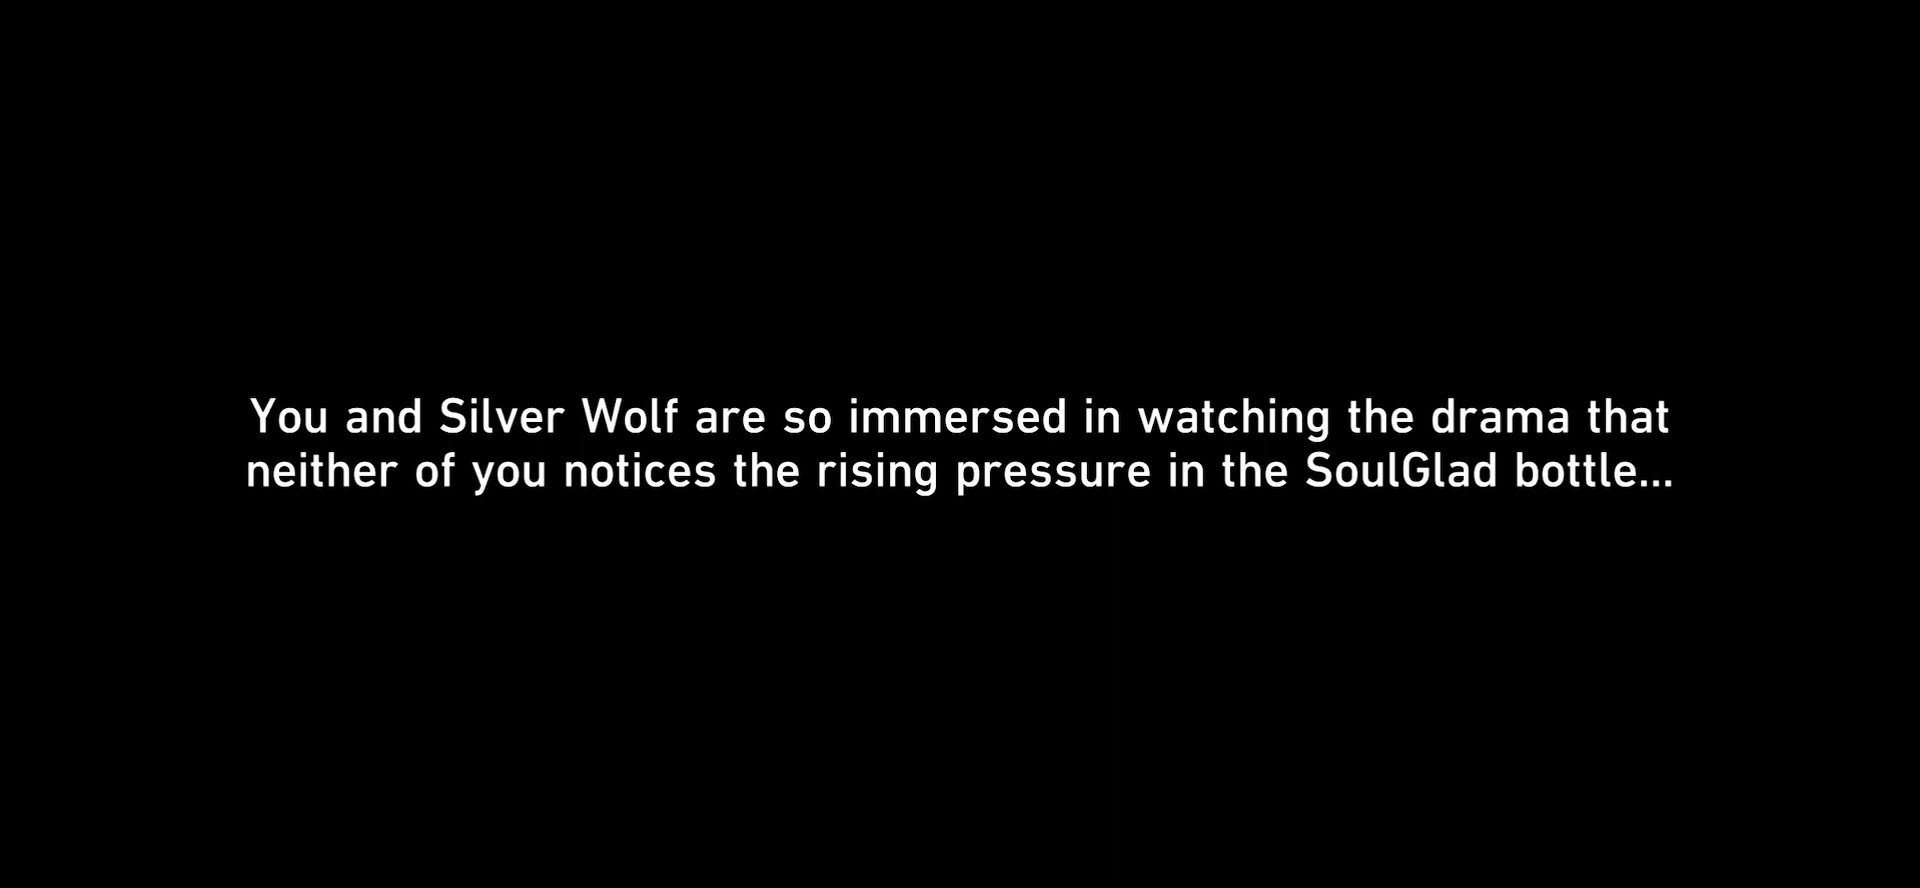 You and Silver Wolf are so immersed in watching the drama that
neither of you notices the rising pressure in the SoulGlad bottle...